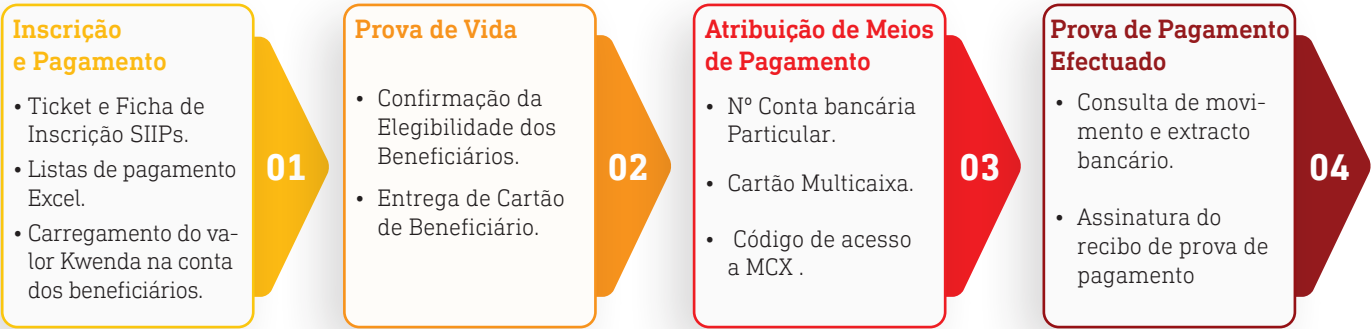 Inscrição
e Pagamento
• Ticket e Ficha de
Inscrição SIIPs.
• Listas de pagamento
Excel.
• Carregamento do va-
lor Kwenda na conta
dos beneficiários.
01
Prova de Vida
• Confirmação da
Elegibilidade dos
Beneficiários.
• Entrega de Cartão
de Beneficiário.
02
Atribuição de Meios
de Pagamento
• Nº Conta bancária
Particular.
• Cartão Multicaixa.
• Código de acesso
a MCX .
03
Prova de Pagamento
Efectuado
• Consulta de movi-
mento e extracto
bancário.
• Assinatura do
recibo de prova de
pagamento
04